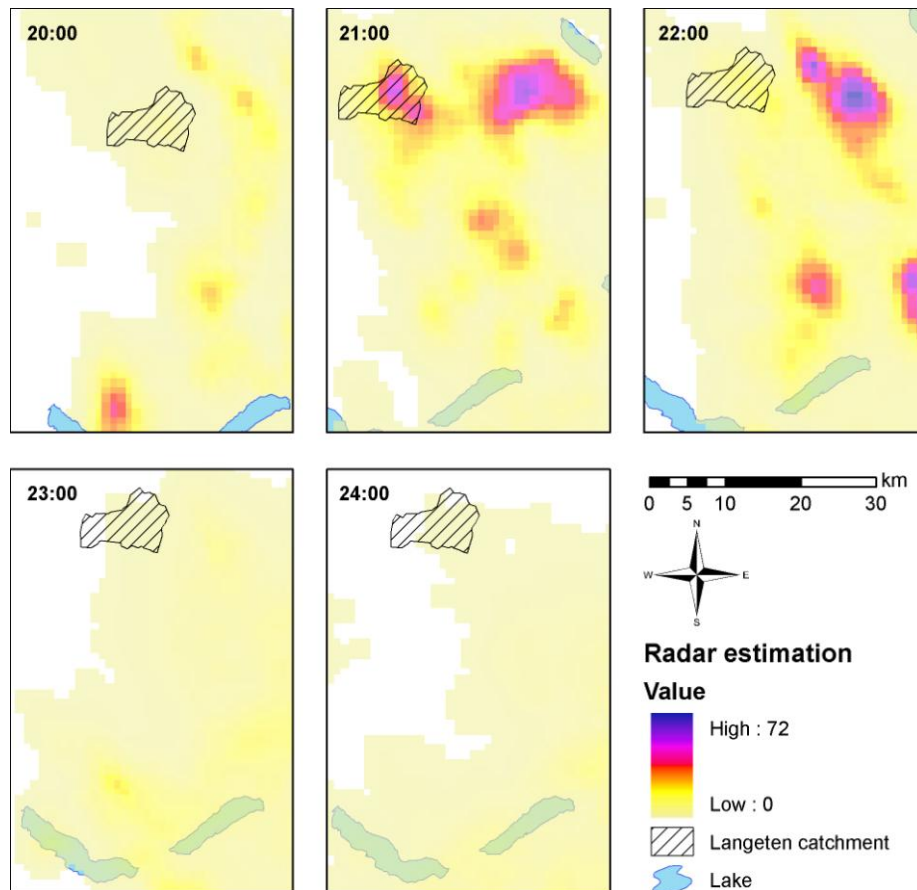 20:00
21:00
22:00
23:00
24:00
km
0 5 10 20 30
N
W E
S
Radar estimation
Value
High : 72
Low : 0
Langeten catchment
Lake